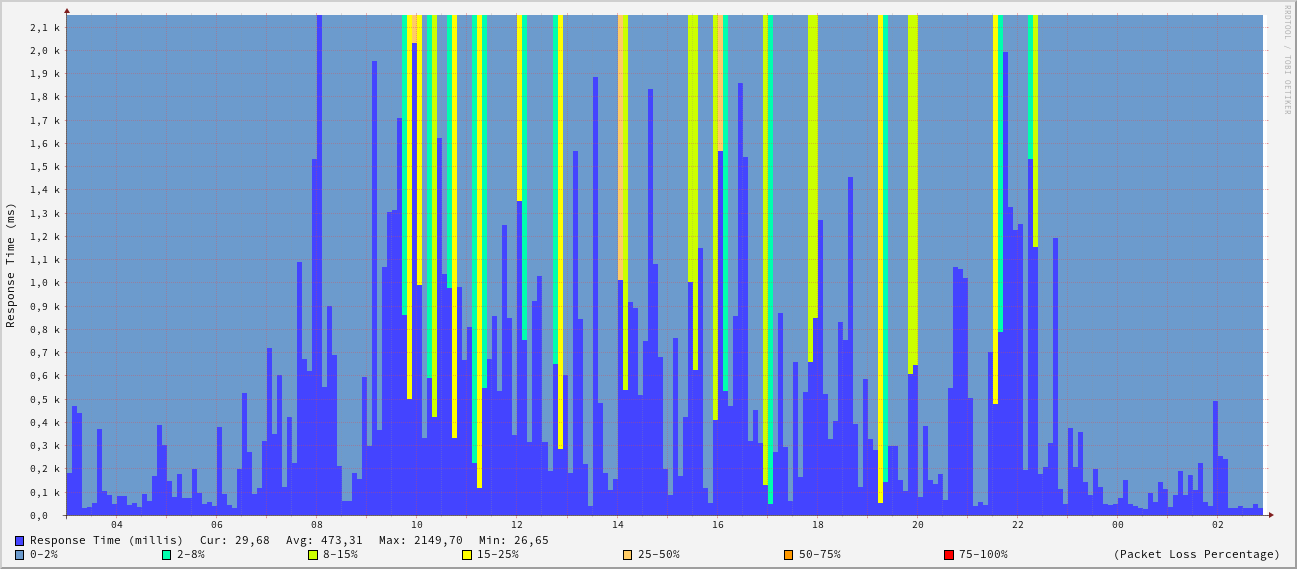 RRDTOOL / TOBI OETIKER
Response Time (ms)
2,1 k
2,0 k
1,9 k
1,8 k
1,7 k
1,6 k
1,5 k
1,4 k
1,3 k
1,2 k
1,1 k
1,0 k
0,9 k
0,8 k
0,7 k
0,6 k
0,5 k
0,4 k
0,3 k
0,2 k
0,1 k
0,0
04 06 08 10 12 14 16 18 20 22 00 02
Response Time (millis) Cur: 29,68 Avg: 473,31 Max: 2149,70 Min: 26,65
0-2% 2-8% 8-15% 15-25% 25-50% 50-75% 75-100% (Packet Loss Percentage)